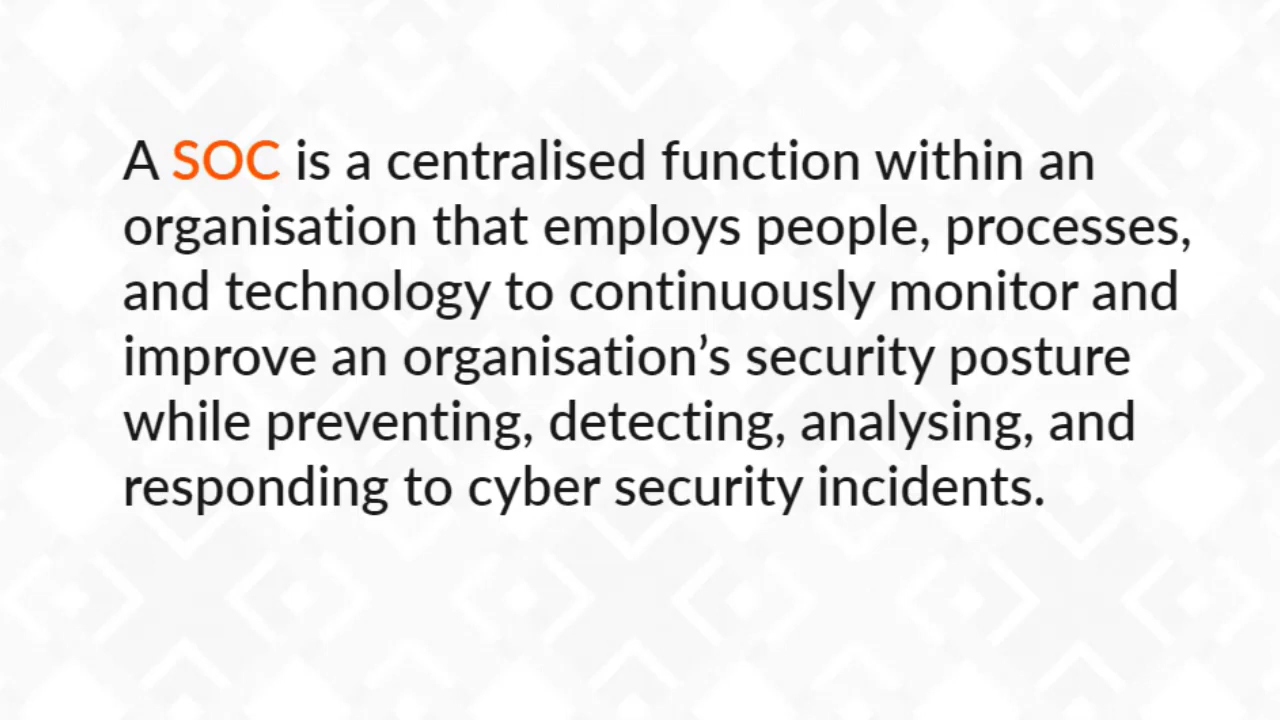 A SOC is a centralised function within an
organisation that employs people, processes,
and technology to continuously monitor and
improve an organisation’s security posture
while preventing, detecting, analysing, and
responding to cyber security incidents.